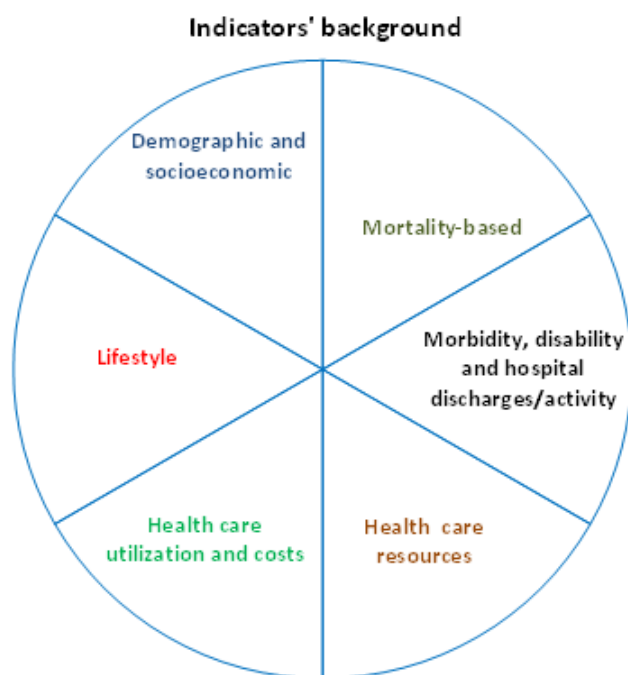 Indicators' background
Demographic and
socioeconomic
Mortality-based
Morbidity, disability
and hospital
discharges/activity
Lifestyle
Health care
utilization and costs
Health care
resources